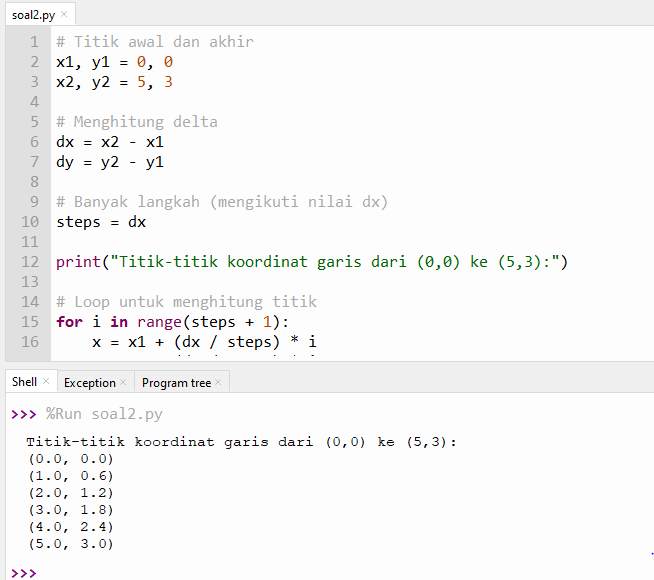 soal2.py ×
1 # Titik awal dan akhir
2 x1, y1 = 0, 0
3 x2, y2 = 5, 3
4
5 # Menghitung delta
6 dx = x2 - x1
7 dy = y2 - y1
8
9 # Banyak langkah (mengikuti nilai dx)
10 steps = dx
11
12 print("Titik-titik koordinat garis dari (0,0) ke (5,3):")
13
14 # Loop untuk menghitung titik
15 for i in range(steps + 1):
16     x = x1 + (dx / steps) * i
Shell × Exception × Program tree ×
>>> %Run soal2.py
Titik-titik koordinat garis dari (0,0) ke (5,3):
(0.0, 0.0)
(1.0, 0.6)
(2.0, 1.2)
(3.0, 1.8)
(4.0, 2.4)
(5.0, 3.0)
>>>